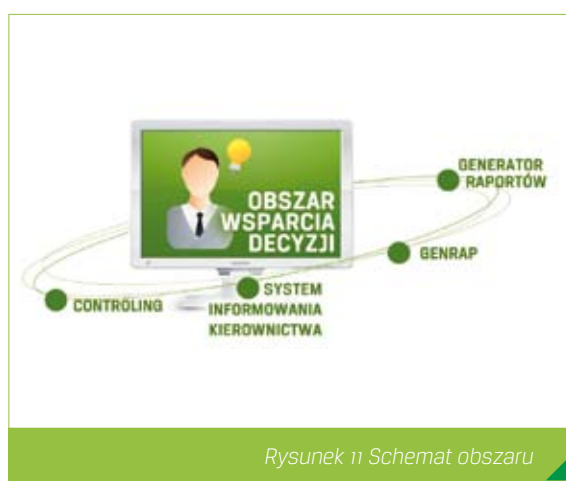 OBSZAR
WSPARCIA
DECYZJI
GENERATOR
RAPORTÓW
GENRAP
SYSTEM
INFORMOWANIA
KIEROWNICTWA
CONTROLING
Rysunek 11 Schemat obszaru